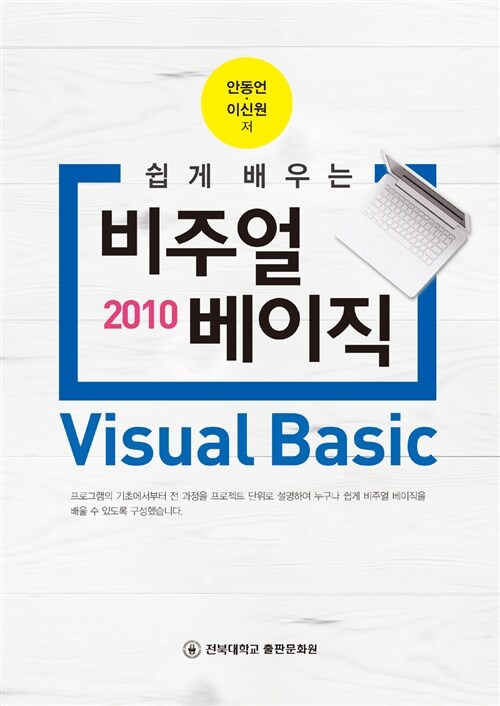 안동언
·
이신원
저
쉽게 배우는
비주얼
2010 베이직
Visual Basic
프로그램의 기초에서부터 전 과정을 프로젝트 단위로 설명하여 누구나 쉽게 비주얼 베이직을
배울 수 있도록 구성했습니다.
전북대학교 출판문화원